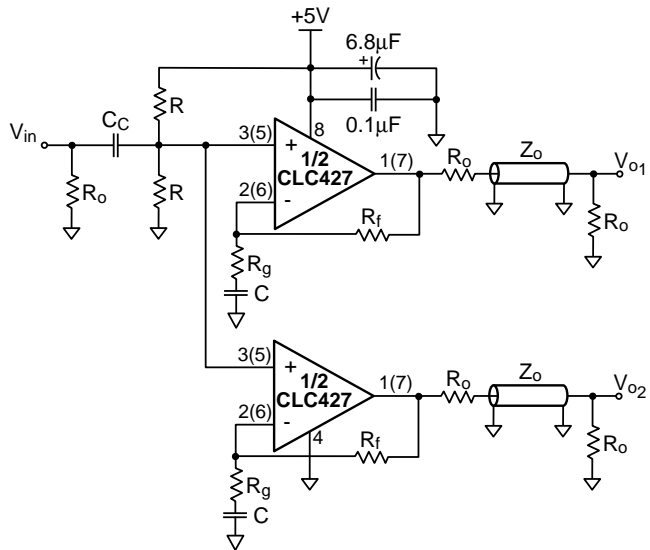 +5V
6.8µF
+
0.1µF
R
CC
Vin
Ro
R
3(5)
8
+
1/2
CLC427
-
2(6)
1(7)
Ro
Zo
Vo1
Ro
Rf
Rg
C
3(5)
+
1/2
CLC427
-
2(6)
4
1(7)
Ro
Zo
Vo2
Ro
Rf
Rg
C